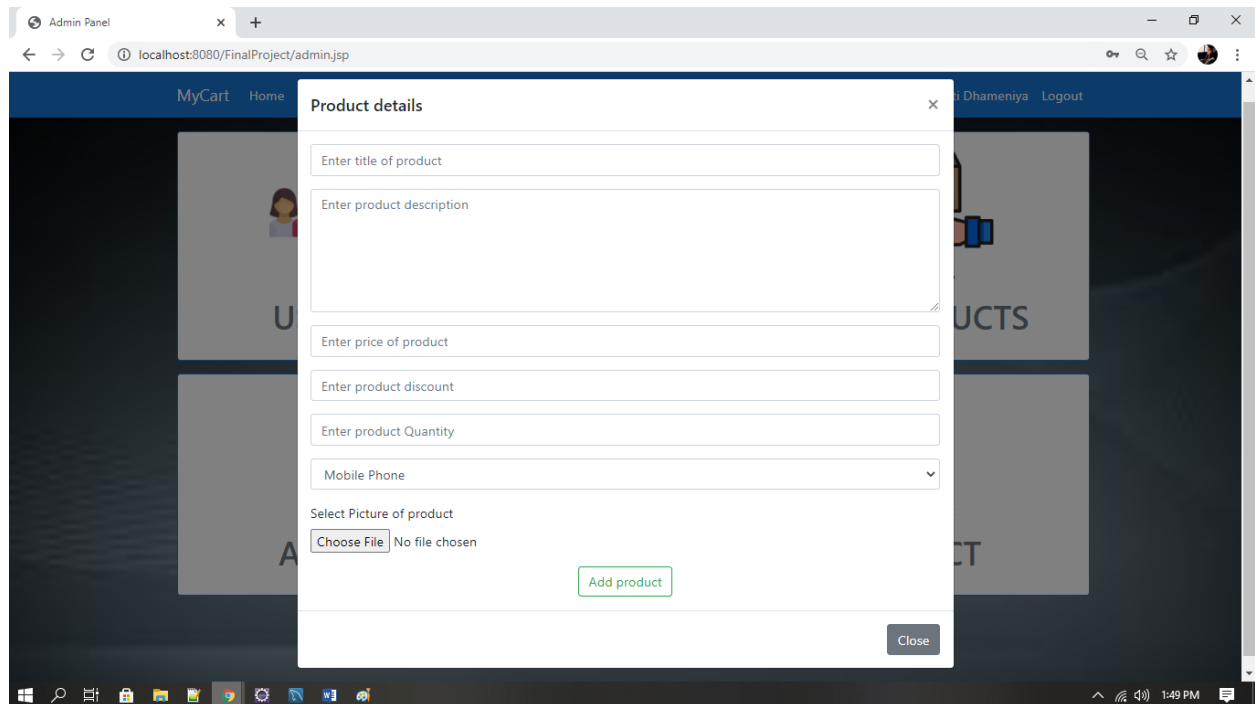 Admin Panel
localhost:8080/FinalProject/admin.jsp
MyCart Home
ti Dhameniya Logout
Product details
Enter title of product
Enter product description
U
UCTS
Enter price of product
Enter product discount
Enter product Quantity
Mobile Phone
Select Picture of product
Choose File No file chosen
A
CT
Add product
Close
1:49 PM